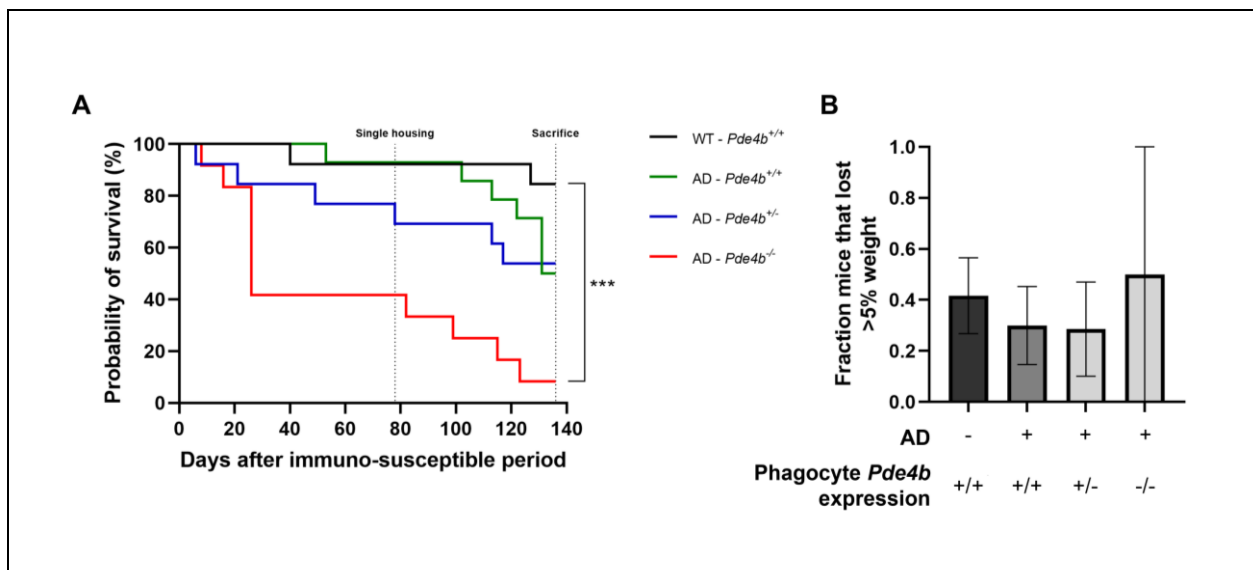 A
B
Single housing
Sacrifice
Probability of survival (%)
100
80
60
40
20
0
0 20 40 60 80 100 120 140
Days after immuno-susceptible period
***
WT - Pde4b+/+
AD - Pde4b+/+
AD - Pde4b+/-
AD - Pde4b-/-
Fraction mice that lost
>5% weight
1.0
0.8
0.6
0.4
0.2
0.0
AD - + + +
Phagocyte Pde4b
expression
+/+ +/+ +/- -/-